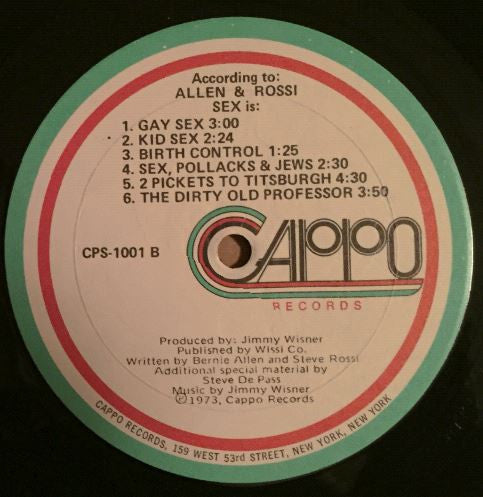 According to:
ALLEN & ROSSI
SEX is:
1. GAY SEX 3:00
2. KID SEX 2:24
3. BIRTH CONTROL 1:25
4. SEX, POLLACKS & JEWS 2:30
5. 2 PICKETS TO TITSBURGH 4:30
6. THE DIRTY OLD PROFESSOR 3:50
CPS-1001 B
CAPPO
RECORDS
Produced by: Jimmy Wisner
Published by Wissi Co.
Written by Bernie Allen and Steve Rossi
Additional special material by
Steve De Pass
Music by Jimmy Wisner
Ⓟ1973, Cappo Records
CAPPO RECORDS, 159 WEST 53rd STREET, NEW YORK, NEW YORK